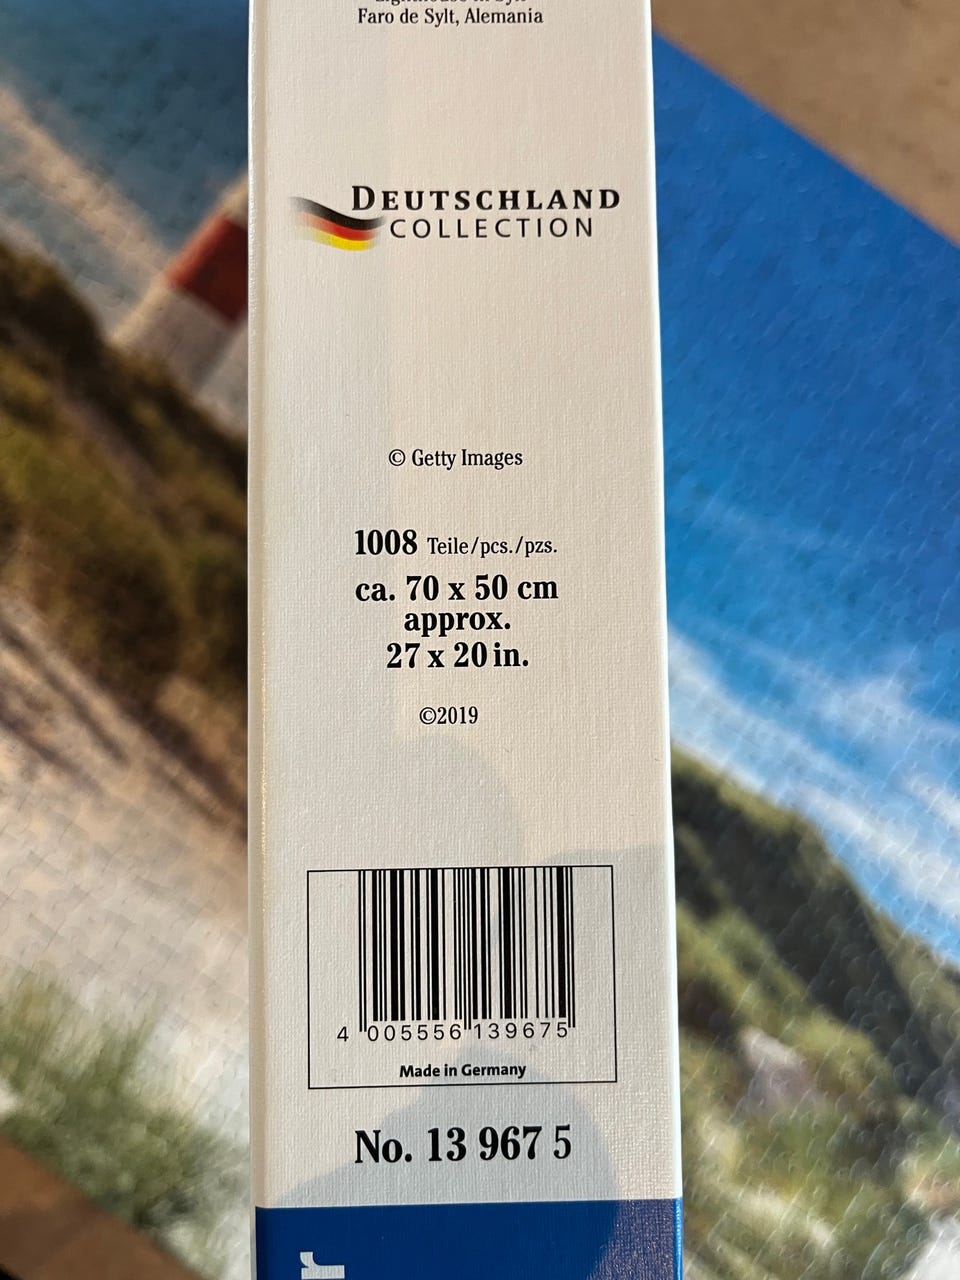 Faro de Sylt, Alemania
DEUTSCHLAND
COLLECTION
© Getty Images
1008 Teile/pcs./pzs.
ca. 70 x 50 cm
approx.
27 x 20 in.
©2019
4 005556 139675
Made in Germany
No. 13 967 5